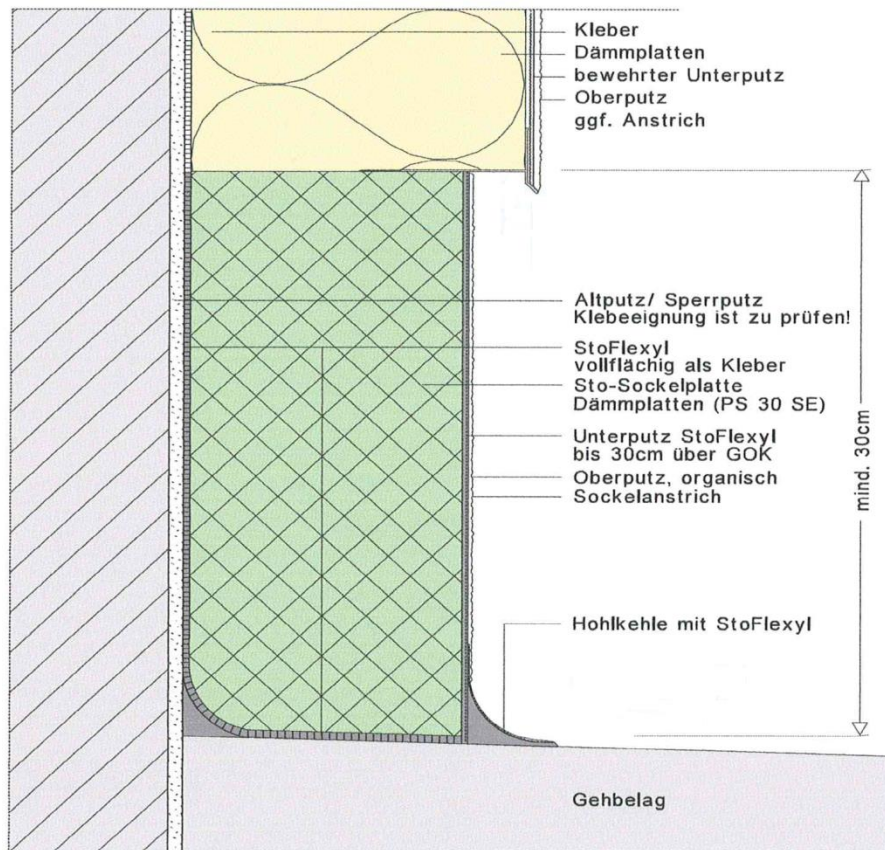 Kleber
Dämmplatten
bewehrter Unterputz
Oberputz
ggf. Anstrich
Altputz/ Sperrputz
Klebeeignung ist zu prüfen!
StoFlexyl
vollflächig als Kleber
Sto-Sockelplatte
Dämmplatten (PS 30 SE)
Unterputz StoFlexyl
bis 30cm über GOK
Oberputz, organisch
Sockelanstrich
mind. 30cm
Hohlkehle mit StoFlexyl
Gehbelag